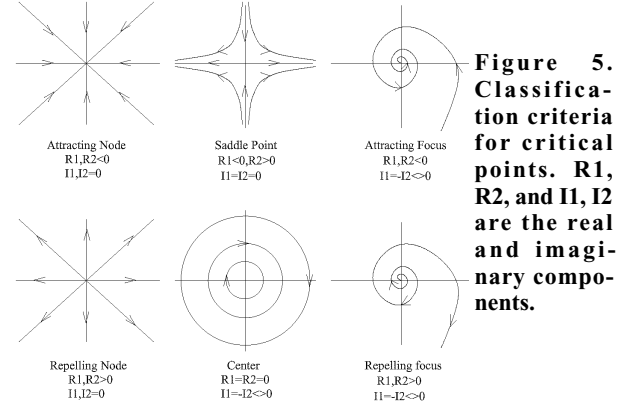 Attracting Node
R1,R2<0
I1,I2=0
Saddle Point
R1<0,R2>0
I1=I2=0
Attracting Focus
R1,R2<0
I1=-I2<>0
Repelling Node
R1,R2>0
I1,I2=0
Center
R1=R2=0
I1=-I2<>0
Repelling focus
R1,R2>0
I1=-I2<>0
Figure 5.
Classifica-
tion criteria
for critical
points. R1,
R2, and I1, I2
are the real
and imagi-
nary compo-
nents.